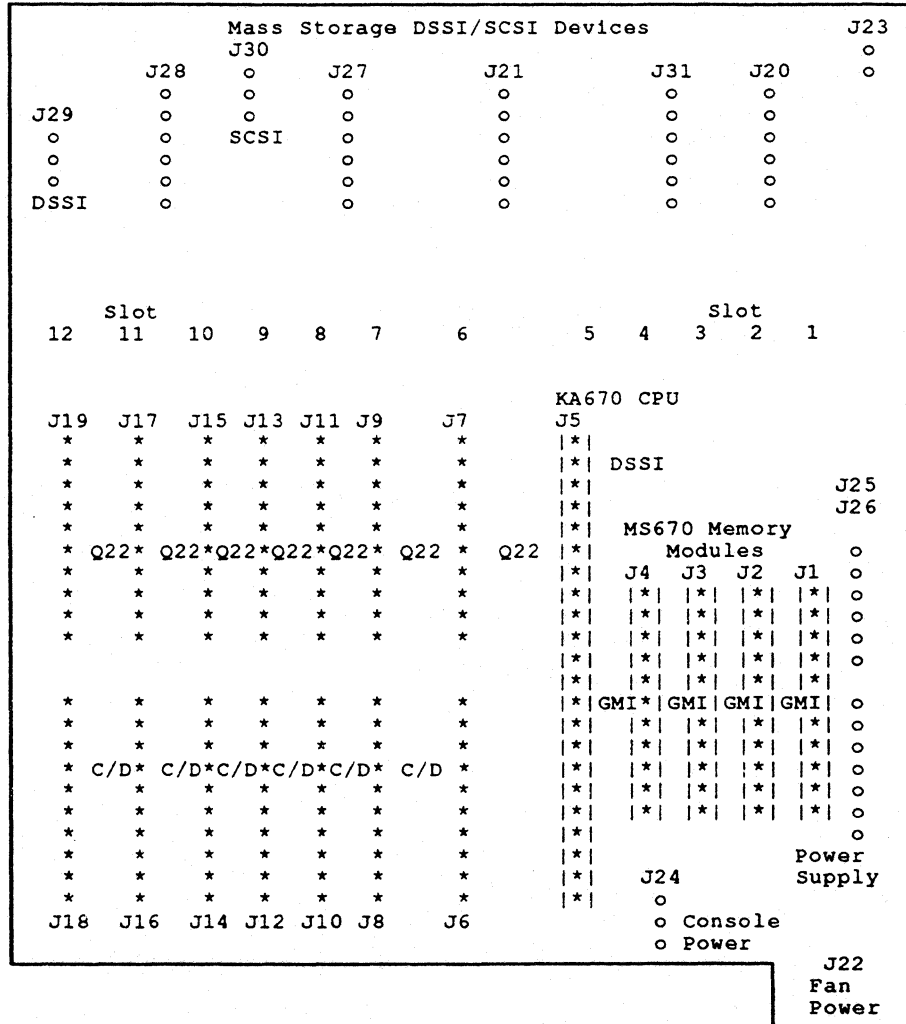 Mass Storage DSSI/SCSI Devices J23
J30
J28 J27 J21 J31 J20
J29
SCSI
DSSI
Slot Slot
12 11 10 9 8 7 6 5 4 3 2 1
KA670 CPU
J19 J17 J15 J13 J11 J9 J7 J5
DSSI
J25
J26
MS670 Memory
Q22 Q22 Q22 Q22 Q22 Q22 Q22 Modules
J4 J3 J2 J1
GMI GMI GMI GMI
C/D C/D C/D C/D C/D C/D
Power
J24 Supply
J18 J16 J14 J12 J10 J8 J6 Console
Power
J22
Fan
Power